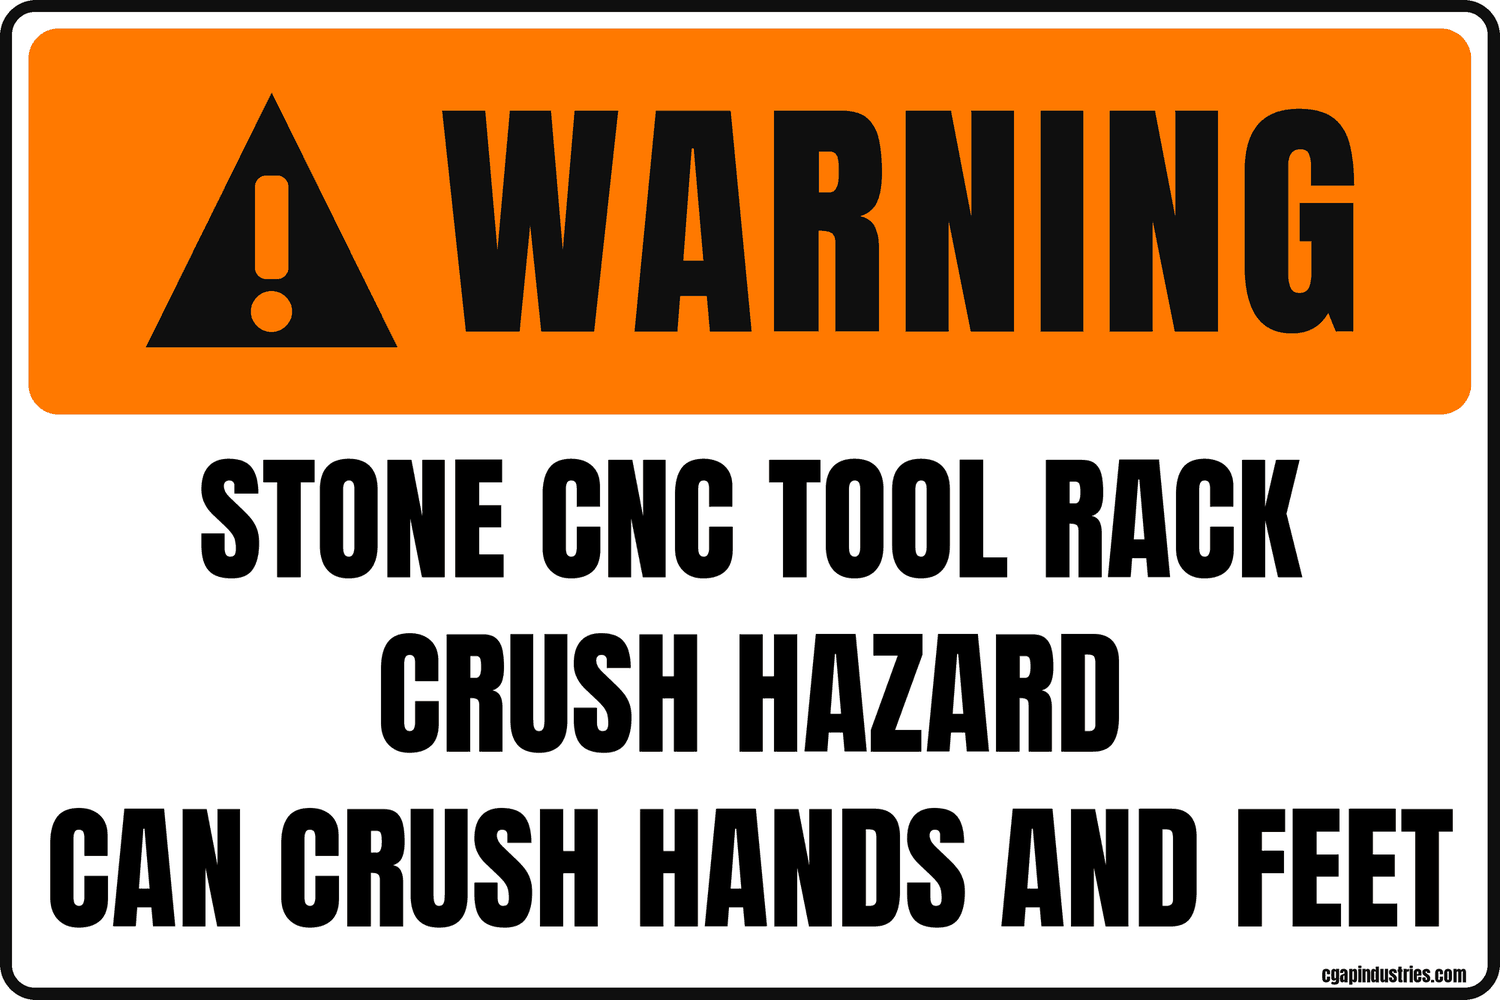 WARNING
STONE CNC TOOL RACK
CRUSH HAZARD
CAN CRUSH HANDS AND FEET
cgapindustries.com